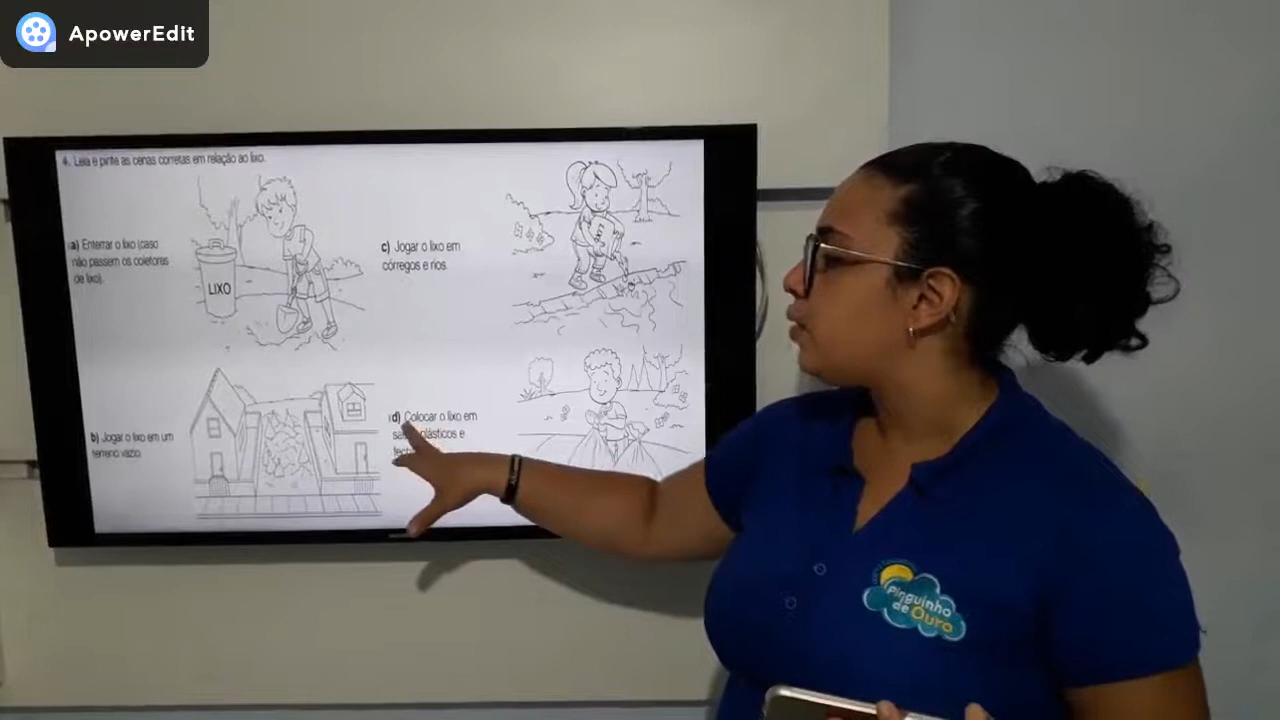 ApowerEdit
4. Leia e pinte as cenas corretas em relação ao lixo.
a) Enterrar o lixo (caso
não passem os coletores
de lixo).
LIXO
c) Jogar o lixo em
córregos e rios.
b) Jogar o lixo em um
terreno vazio.
d) Colocar o lixo em
plásticos e
Pinguinho
de Ouro